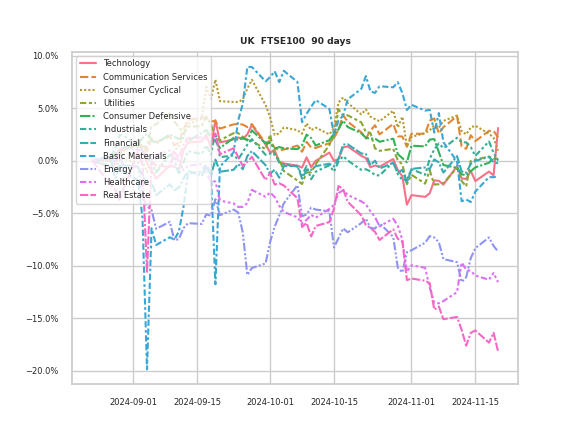 UK  FTSE100  90 days
10.0%
5.0%
0.0%
−5.0%
−10.0%
−15.0%
−20.0%
Technology
Communication Services
Consumer Cyclical
Utilities
Consumer Defensive
Industrials
Financial
Basic Materials
Energy
Healthcare
Real Estate
2024-09-01
2024-09-15
2024-10-01
2024-10-15
2024-11-01
2024-11-15